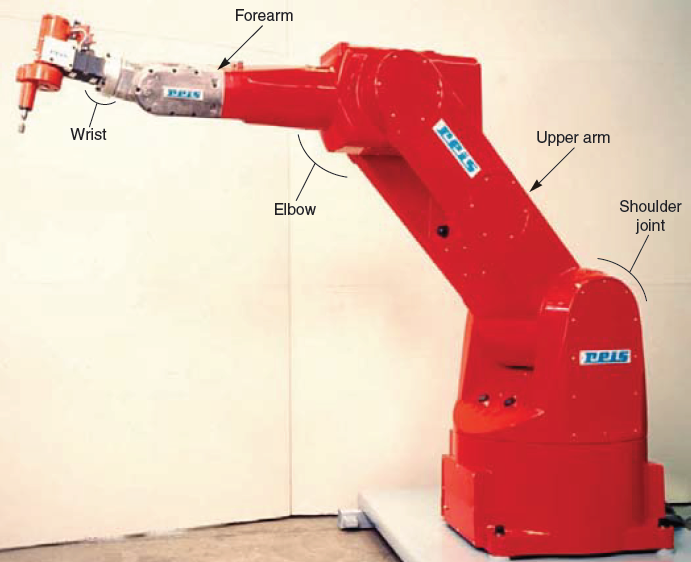 Forearm
reis
Wrist
reis
Upper arm
Elbow
Shoulder
joint
reis